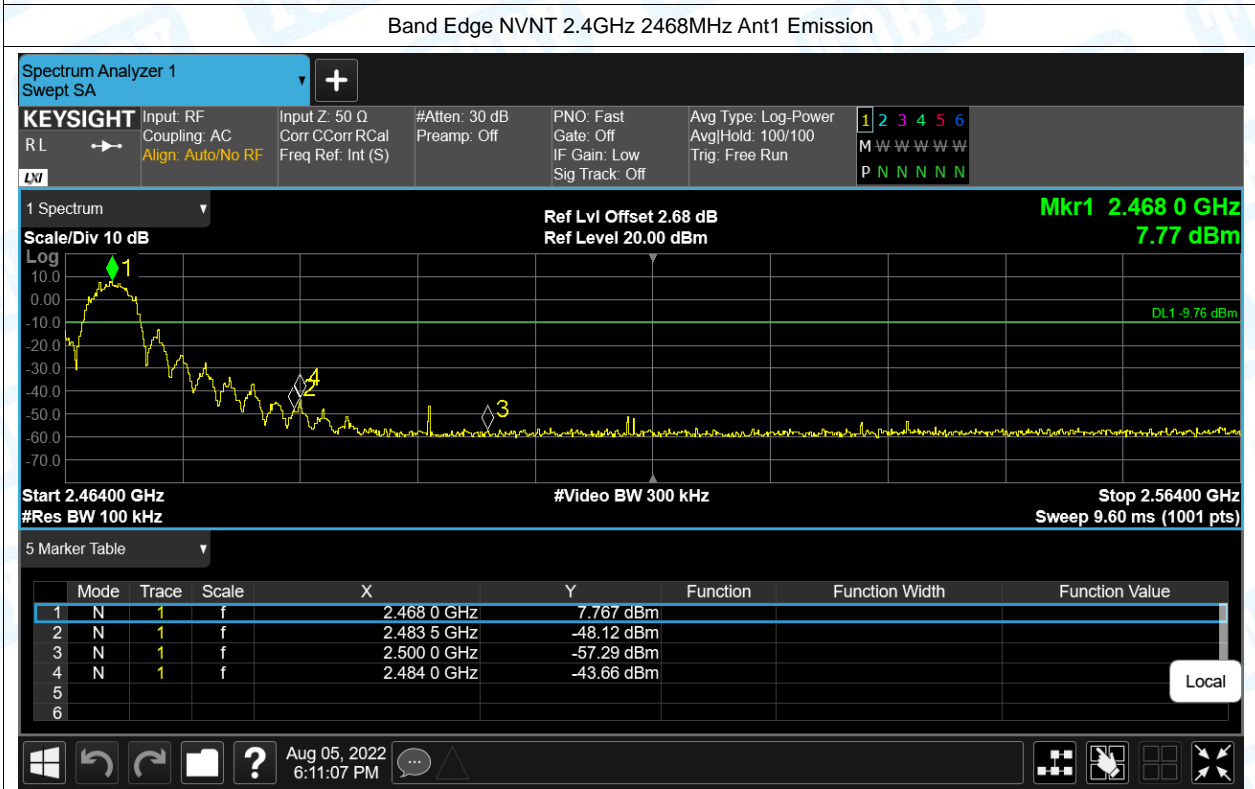 Band Edge NVNT 2.4GHz 2468MHz Ant1 Emission
Spectrum Analyzer 1
Swept SA
KEYSIGHT Input: RF Input Z: 50 Ω #Atten: 30 dB PNO: Fast Avg Type: Log-Power 1 2 3 4 5 6
RL Coupling: AC Corr CCorr RCal Preamp: Off Gate: Off Avg|Hold: 100/100 M W W W W W
Align: Auto/No RF Freq Ref: Int (S) IF Gain: Low Trig: Free Run
LXI Sig Track: Off P N N N N N
1 Spectrum Ref Lvl Offset 2.68 dB Mkr1 2.468 0 GHz
Scale/Div 10 dB Ref Level 20.00 dBm 7.77 dBm
Log
1
10.0
0.00
DL1 -9.76 dBm
-10.0
-20.0
-30.0
4
-40.0
2
3
-50.0
-60.0
-70.0
Start 2.46400 GHz #Video BW 300 kHz Stop 2.56400 GHz
#Res BW 100 kHz Sweep 9.60 ms (1001 pts)
5 Marker Table
Mode Trace Scale X Y Function Function Width Function Value
1 N 1 f 2.468 0 GHz 7.767 dBm
2 N 1 f 2.483 5 GHz -48.12 dBm
3 N 1 f 2.500 0 GHz -57.29 dBm
4 N 1 f 2.484 0 GHz -43.66 dBm
5
6
Local
? Aug 05, 2022
6:11:07 PM